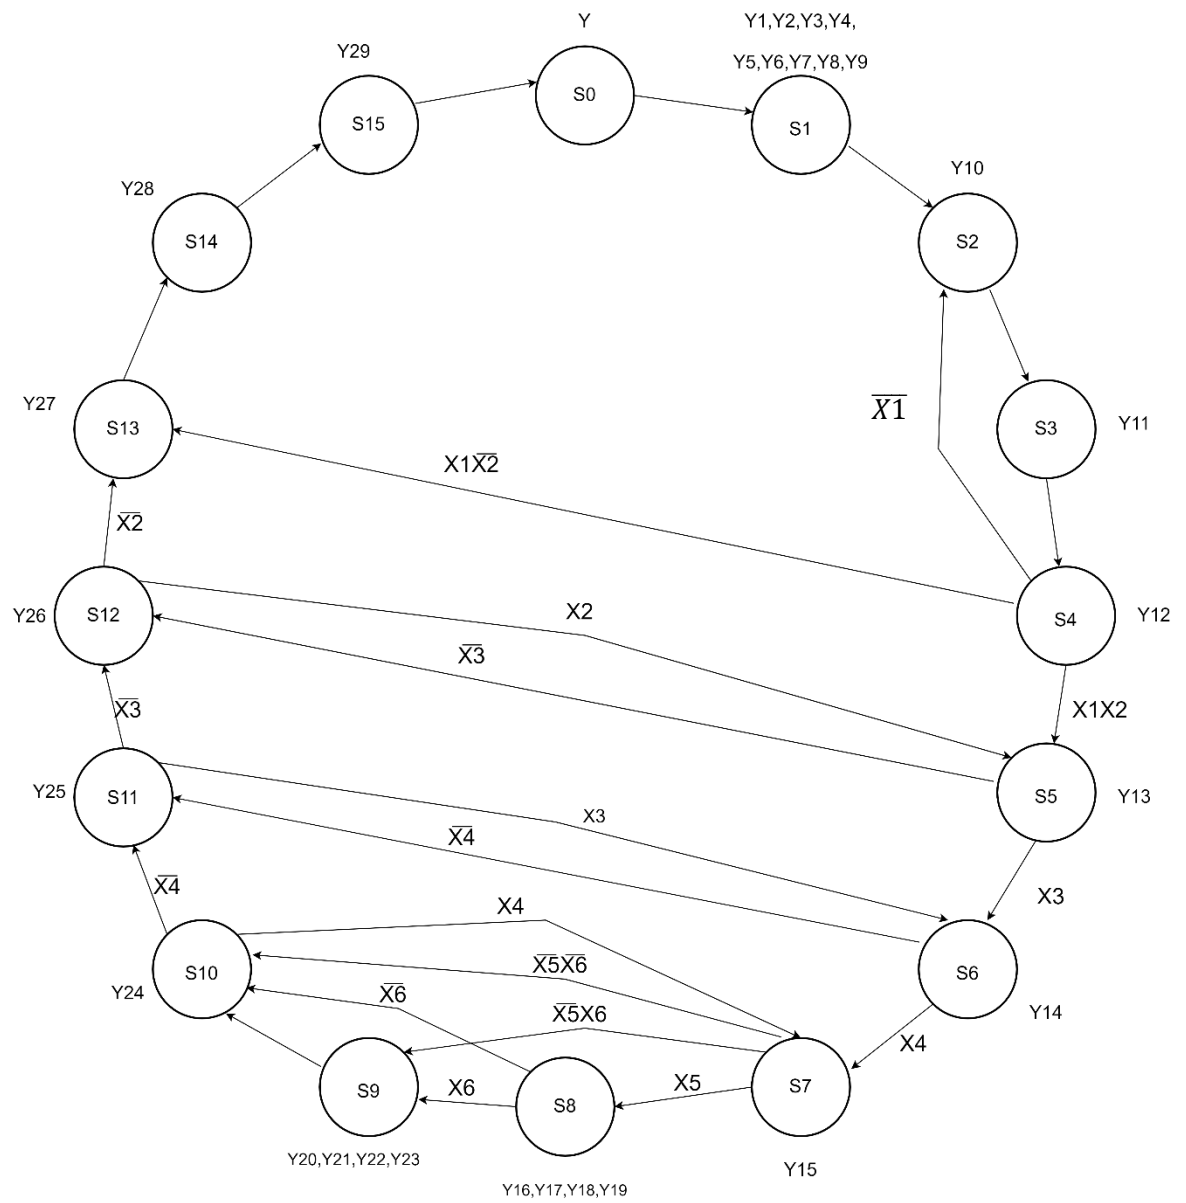 Y
Y1,Y2,Y3,Y4,
Y29
Y5,Y6,Y7,Y8,Y9
S0
S15
S1
Y10
Y28
S14
S2
X̅1̅
Y27
S13
S3
Y11
X1X̅2̅
X̅2̅
X2
Y26
S12
S4
Y12
X̅3̅
X̅3̅
X1X2
Y25
S11
S5
Y13
X3
X̅4̅
X̅4̅
X3
X4
X̅5̅X̅6̅
S10
S6
Y24
X̅6̅
Y14
X̅5̅X6
X4
S9
X6
S8
X5
S7
Y20,Y21,Y22,Y23
Y15
Y16,Y17,Y18,Y19